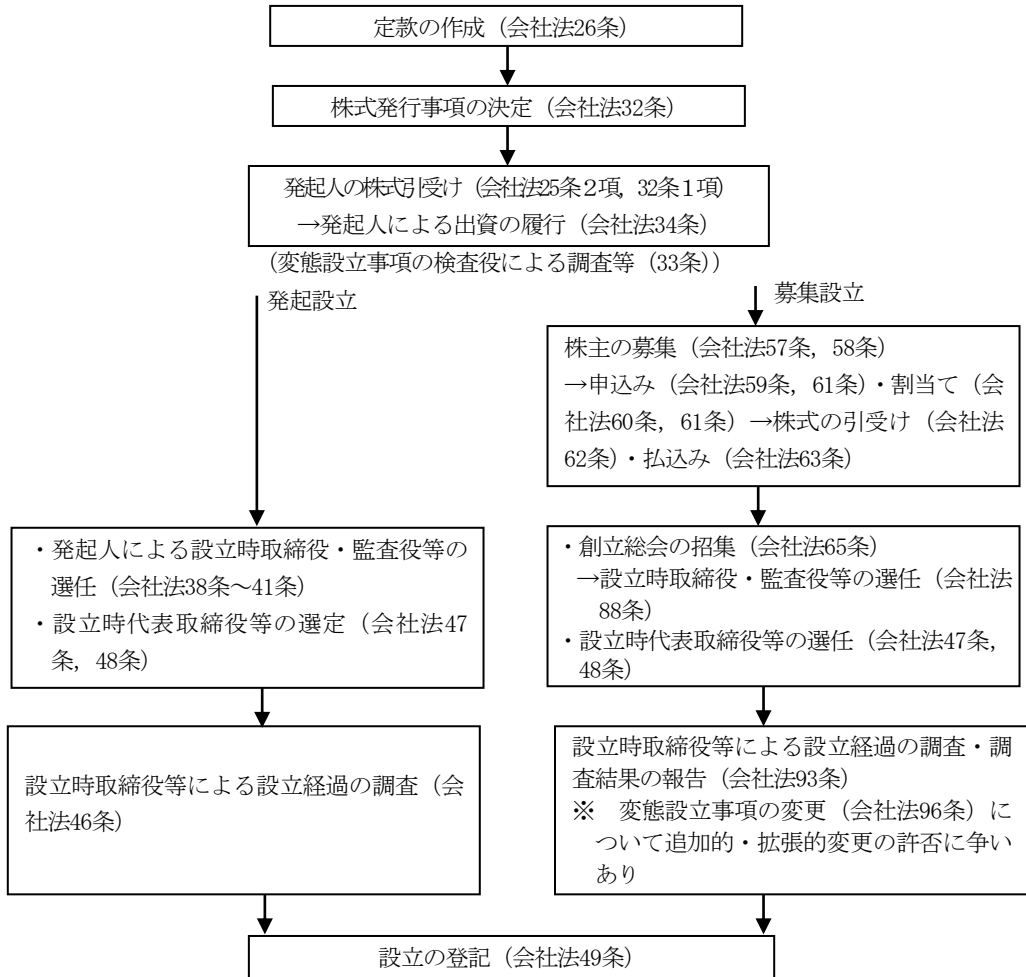 定款の作成（会社法26条）
株式発行事項の決定（会社法32条）
発起人の株式引受け（会社法25条２項，32条１項）
→発起人による出資の履行（会社法34条）
（変態設立事項の検査役による調査等（33条））
発起設立
募集設立
株主の募集（会社法57条，58条）
→申込み（会社法59条，61条）・割当て（会
社法60条，61条）→株式の引受け（会社法
62条）・払込み（会社法63条）
・発起人による設立時取締役・監査役等の
選任（会社法38条～41条）
・設立時代表取締役等の選定（会社法47
条，48条）
・創立総会の招集（会社法65条）
→設立時取締役・監査役等の選任（会社法
88条）
・設立時代表取締役等の選任（会社法47条，
48条）
設立時取締役等による設立経過の調査（会
社法46条）
設立時取締役等による設立経過の調査・調
査結果の報告（会社法93条）
※　変態設立事項の変更（会社法96条）に
ついて追加的・拡張的変更の許否に争い
あり
設立の登記（会社法49条）